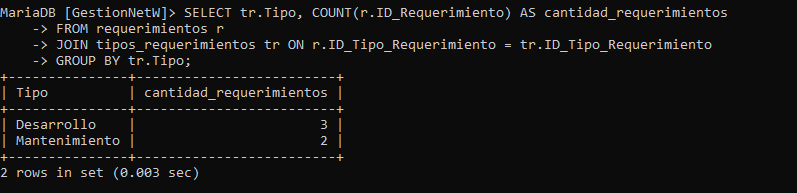 MariaDB [GestionNetW]> SELECT tr.Tipo, COUNT(r.ID_Requerimiento) AS cantidad_requerimientos
    -> FROM requerimientos r
    -> JOIN tipos_requerimientos tr ON r.ID_Tipo_Requerimiento = tr.ID_Tipo_Requerimiento
    -> GROUP BY tr.Tipo;
+---------------+-------------------------+
| Tipo          | cantidad_requerimientos |
+---------------+-------------------------+
| Desarrollo    |                       3 |
| Mantenimiento |                       2 |
+---------------+-------------------------+
2 rows in set (0.003 sec)